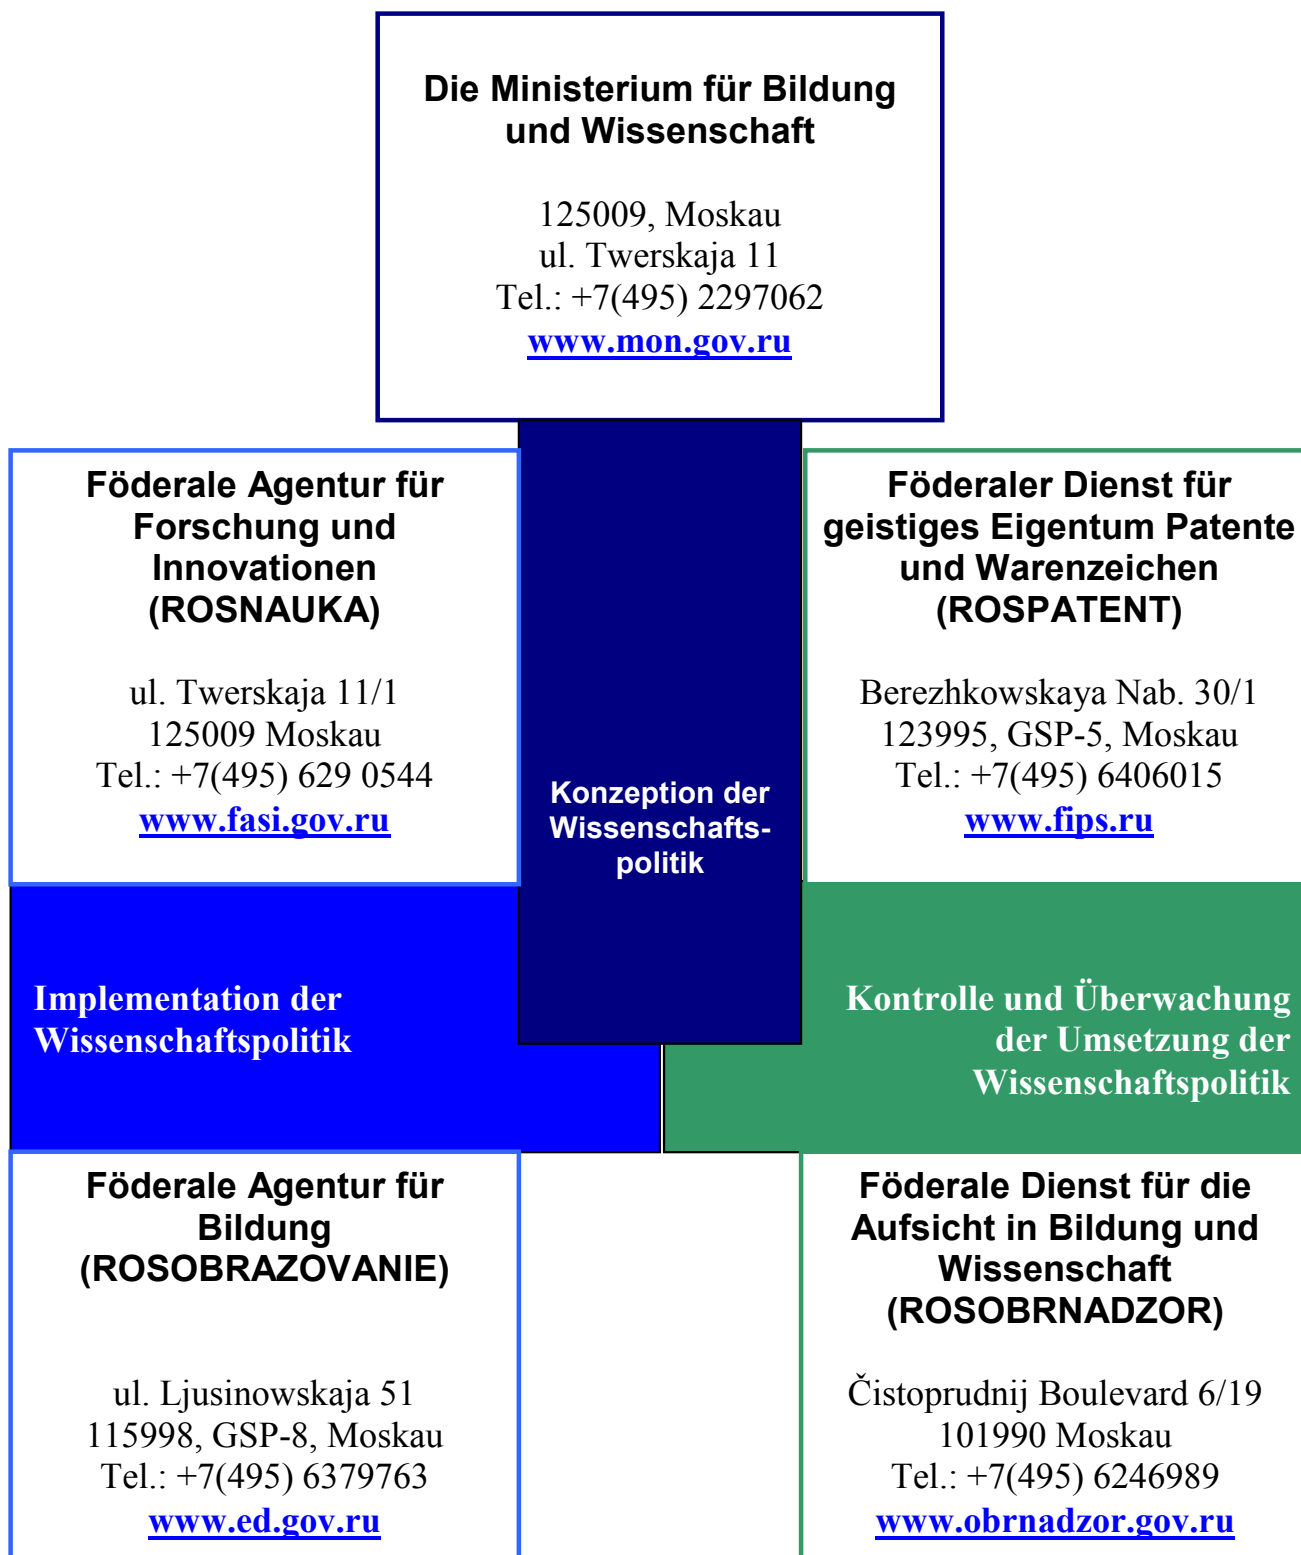 Die Ministerium für Bildung
und Wissenschaft
125009, Moskau
ul. Twerskaja 11
Tel.: +7(495) 2297062
www.mon.gov.ru
Föderale Agentur für
Forschung und
Innovationen
(ROSNAUKA)
ul. Twerskaja 11/1
125009 Moskau
Tel.: +7(495) 629 0544
www.fasi.gov.ru
Konzeption der
Wissenschafts-
politik
Föderaler Dienst für
geistiges Eigentum Patente
und Warenzeichen
(ROSPATENT)
Berezhkowskaya Nab. 30/1
123995, GSP-5, Moskau
Tel.: +7(495) 6406015
www.fips.ru
Implementation der
Wissenschaftspolitik
Kontrolle und Überwachung
der Umsetzung der
Wissenschaftspolitik
Föderale Agentur für
Bildung
(ROSOBRAZOVANIE)
ul. Ljusinowskaja 51
115998, GSP-8, Moskau
Tel.: +7(495) 6379763
www.ed.gov.ru
Föderale Dienst für die
Aufsicht in Bildung und
Wissenschaft
(ROSOBRNADZOR)
Čistoprudnij Boulevard 6/19
101990 Moskau
Tel.: +7(495) 6246989
www.obrnadzor.gov.ru